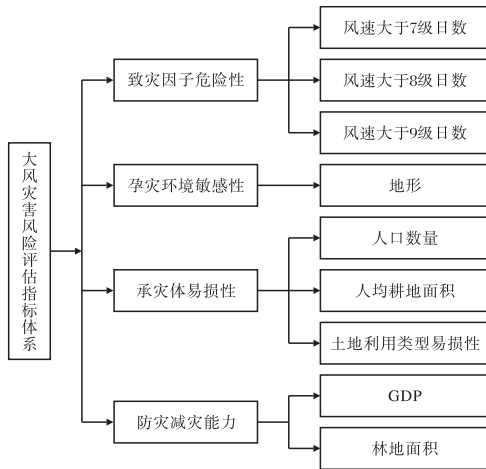 大风灾害风险评估指标体系
致灾因子危险性
风速大于7级日数
风速大于8级日数
风速大于9级日数
孕灾环境敏感性
地形
承灾体易损性
人口数量
人均耕地面积
土地利用类型易损性
防灾减灾能力
GDP
林地面积